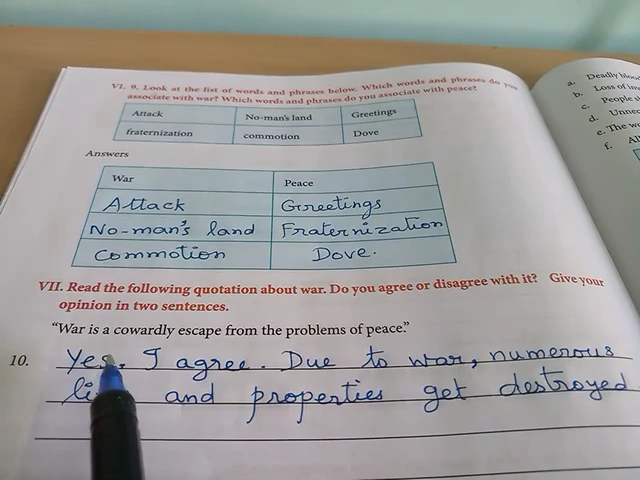 VI. 9. Look at the list of words and phrases below. Which words and phrases do you
associate with war? Which words and phrases do you associate with peace?
Attack No-man's land Greetings
fraternization commotion Dove
Answers
War Peace
Attack Greetings
No-man's land Fraternization
Commotion Dove.
VII. Read the following quotation about war. Do you agree or disagree with it? Give your
opinion in two sentences.
"War is a cowardly escape from the problems of peace."
10. Yes. I agree. Due to war, numerous
and properties get destroyed
a. Deadly
b. Loss of
c. People
d.
e. The
f.